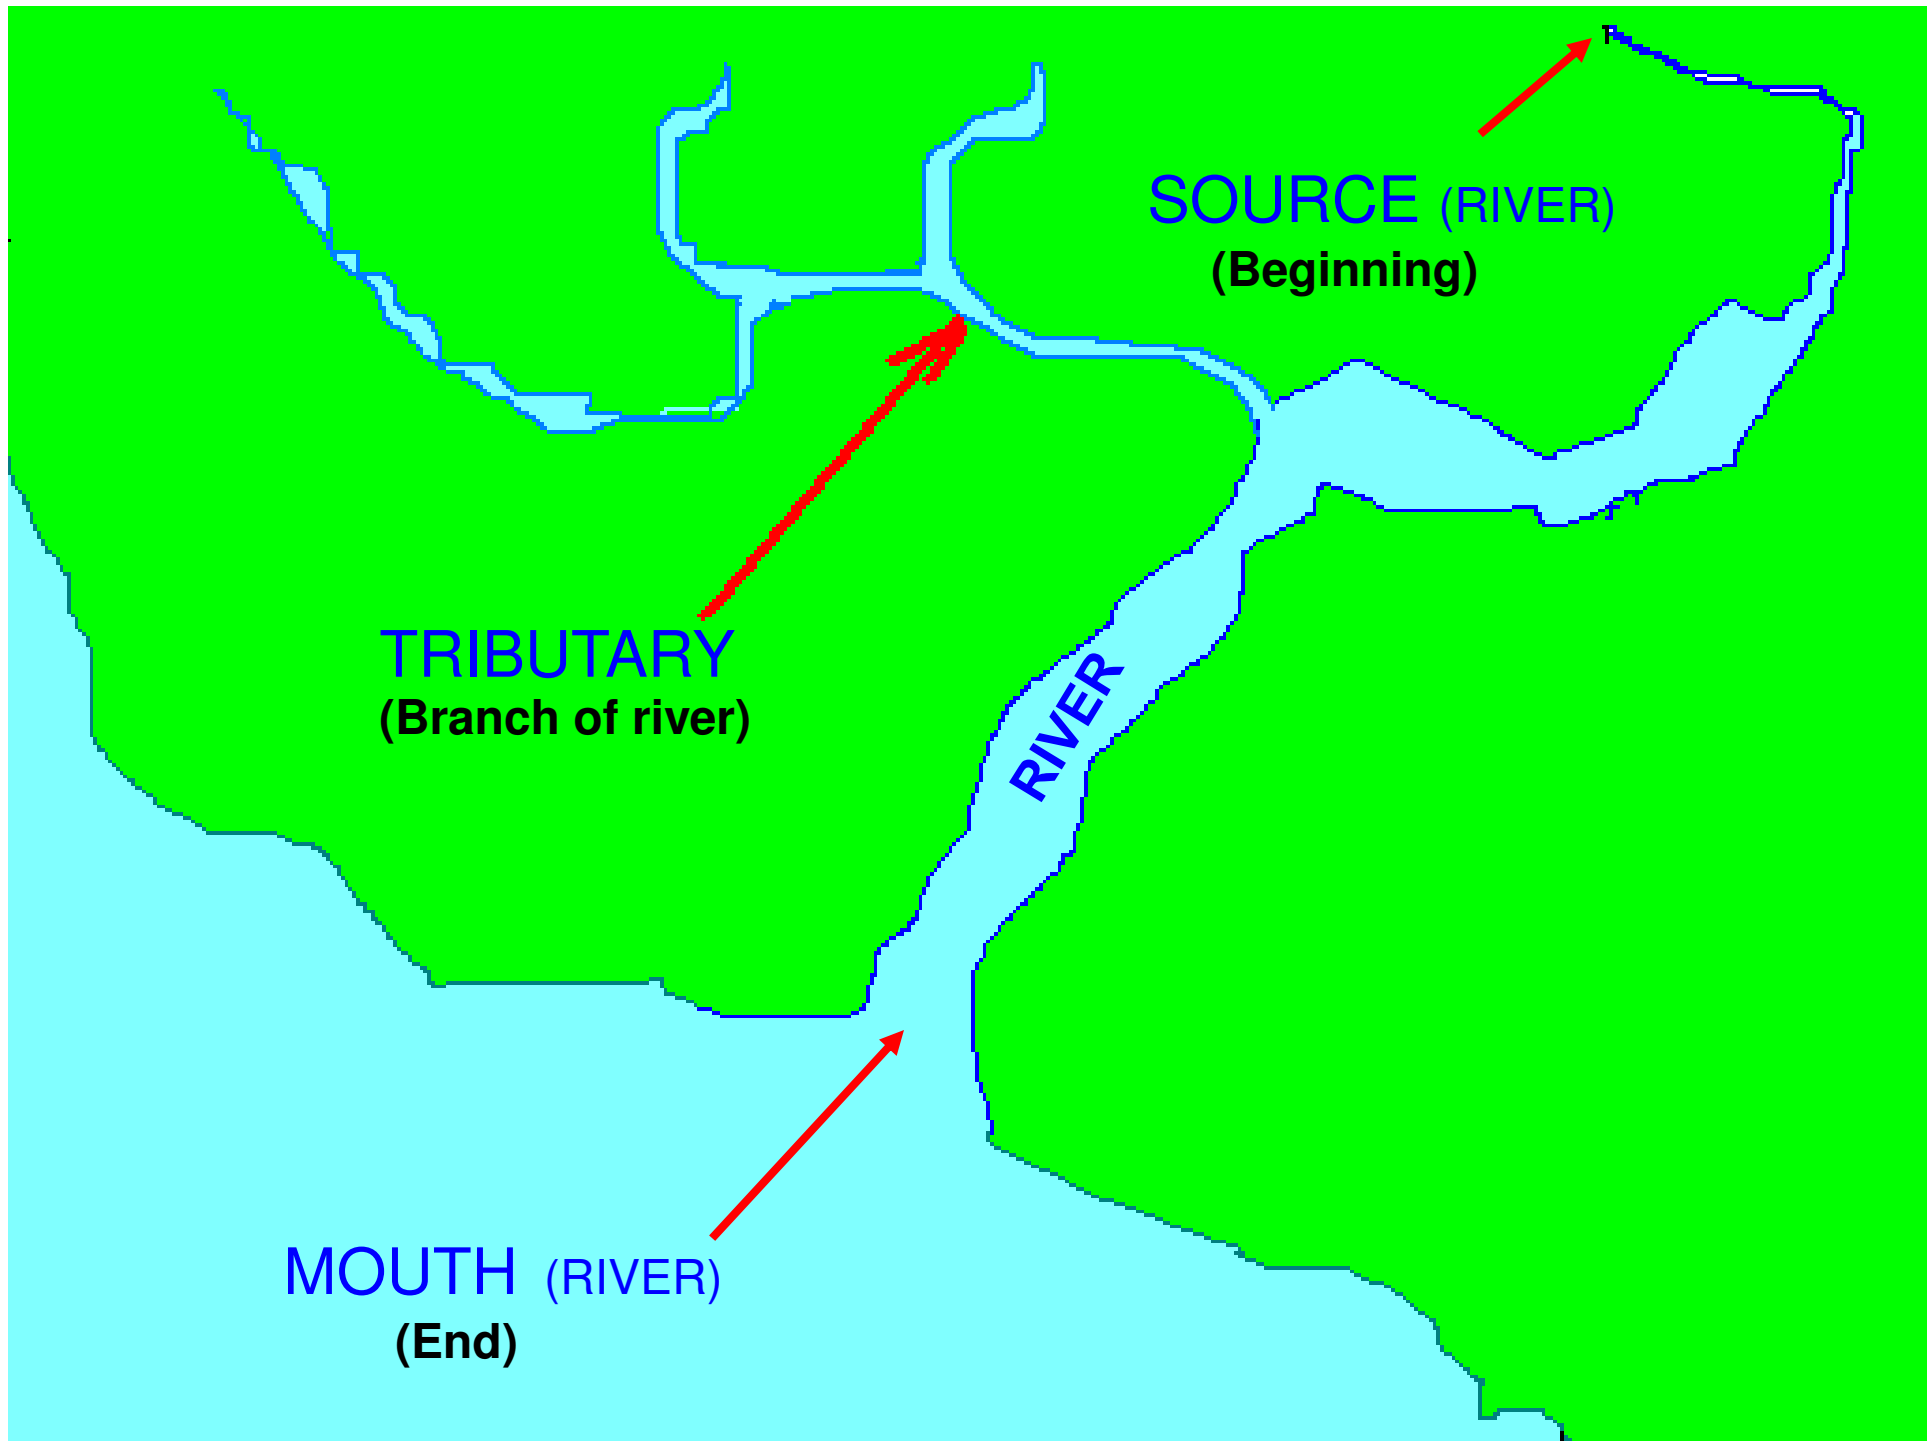 SOURCE (RIVER)
(Beginning)
TRIBUTARY
(Branch of river)
RIVER
MOUTH (RIVER)
(End)